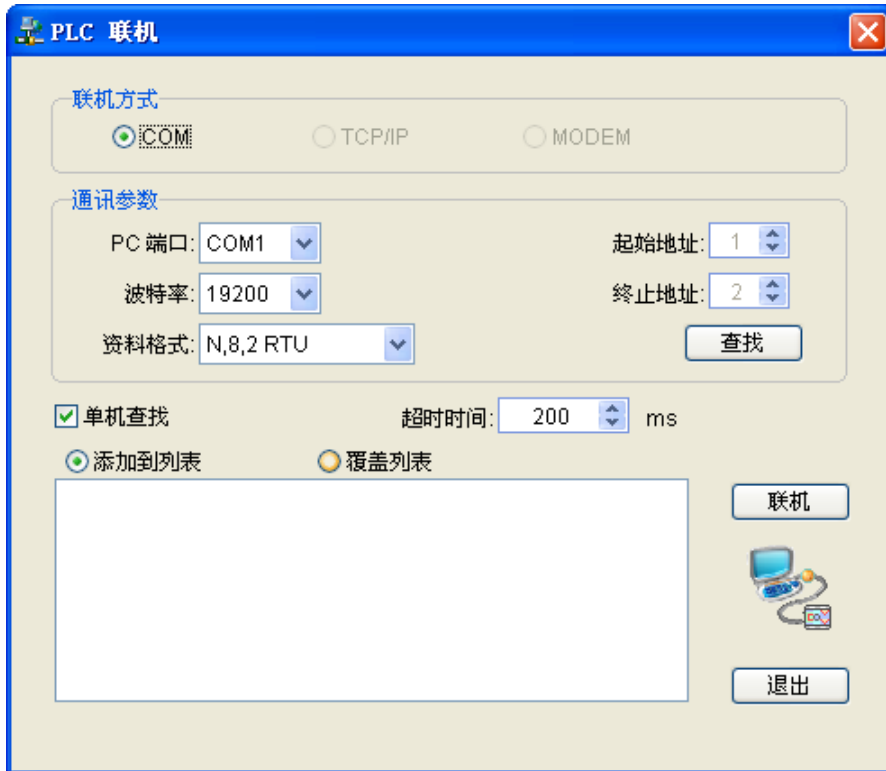 PLC 联机
联机方式
COM TCP/IP MODEM
通讯参数
PC 端口: COM1 起始地址: 1
波特率: 19200 终止地址: 2
资料格式: N,8,2 RTU 查找
单机查找 超时时间: 200 ms
添加到列表 覆盖列表
联机
退出